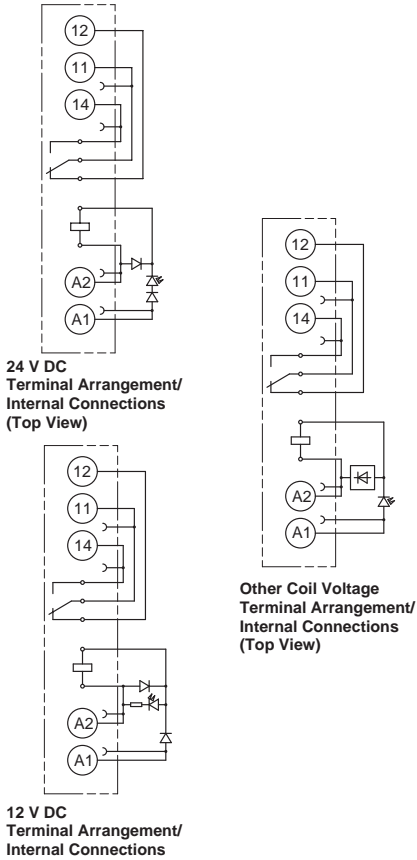 12
11
14
A2
A1
24 V DC
Terminal Arrangement/
Internal Connections
(Top View)
12
11
14
A2
A1
Other Coil Voltage
Terminal Arrangement/
Internal Connections
(Top View)
12
11
14
A2
A1
12 V DC
Terminal Arrangement/
Internal Connections